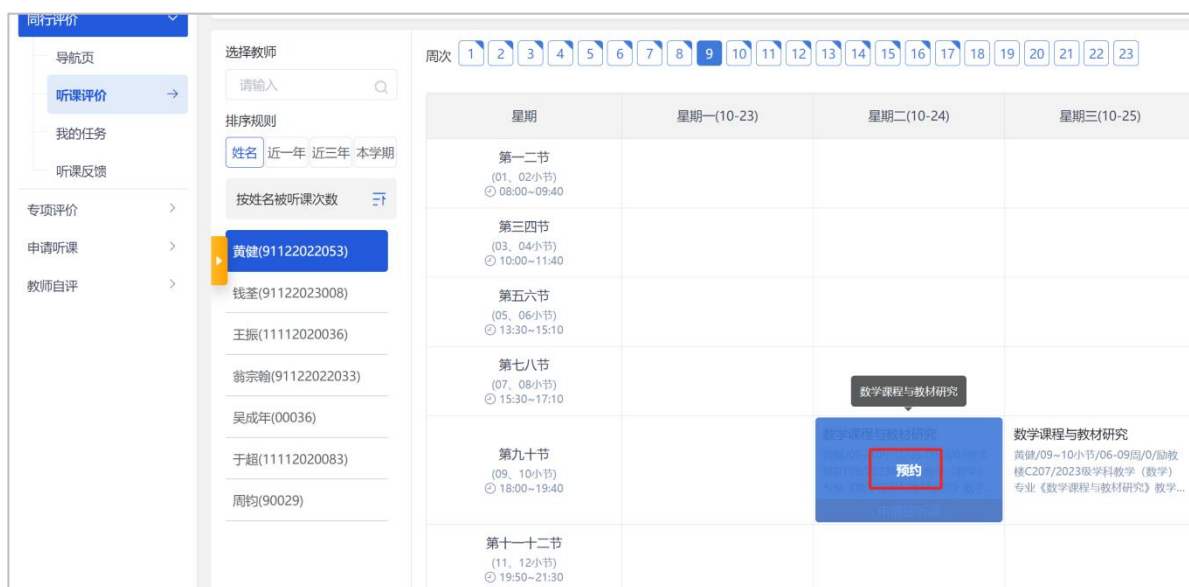 同行评价
导航页
听课评价
我的任务
听课反馈
专项评价
申请听课
教师自评
选择教师
请输入
排序规则
姓名 近一年 近三年 本学期
按姓名被听课次数
黄健(91122022053)
钱荃(91122023008)
王振(11112020036)
翁宗翰(91122022033)
吴成年(00036)
于超(11112020083)
周钧(90029)
周次 1 2 3 4 5 6 7 8 9 10 11 12 13 14 15 16 17 18 19 20 21 22 23
星期 星期一(10-23) 星期二(10-24) 星期三(10-25)
第一二节
(01、02小节)
08:00~09:40
第三四节
(03、04小节)
10:00~11:40
第五六节
(05、06小节)
13:30~15:10
第七八节
(07、08小节)
15:30~17:10
数学课程与教材研究
第九十节
(09、10小节)
18:00~19:40
数学课程与教材研究
预约
数学课程与教材研究
黄健/09~10小节/06-09周/0/励教
楼C207/2023级学科教学（数学）
专业《数学课程与教材研究》教学...
第十一十二节
(11、12小节)
19:50~21:30